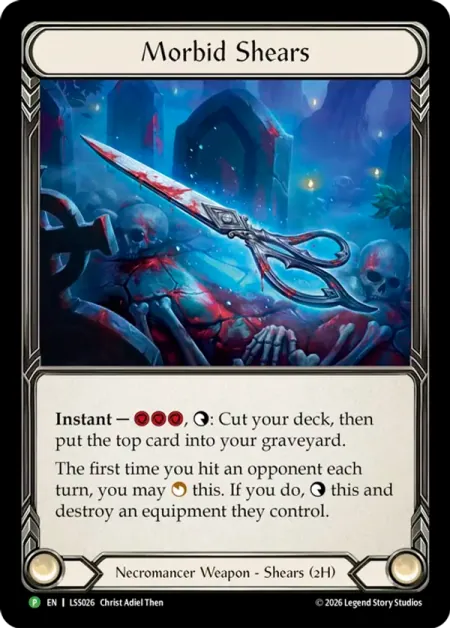 Morbid Shears
Instant — , : Cut your deck, then
put the top card into your graveyard.
The first time you hit an opponent each
turn, you may this. If you do, this and
destroy an equipment they control.
Necromancer Weapon - Shears (2H)
P EN | LSS026 Christ Adiel Then © 2026 Legend Story Studios